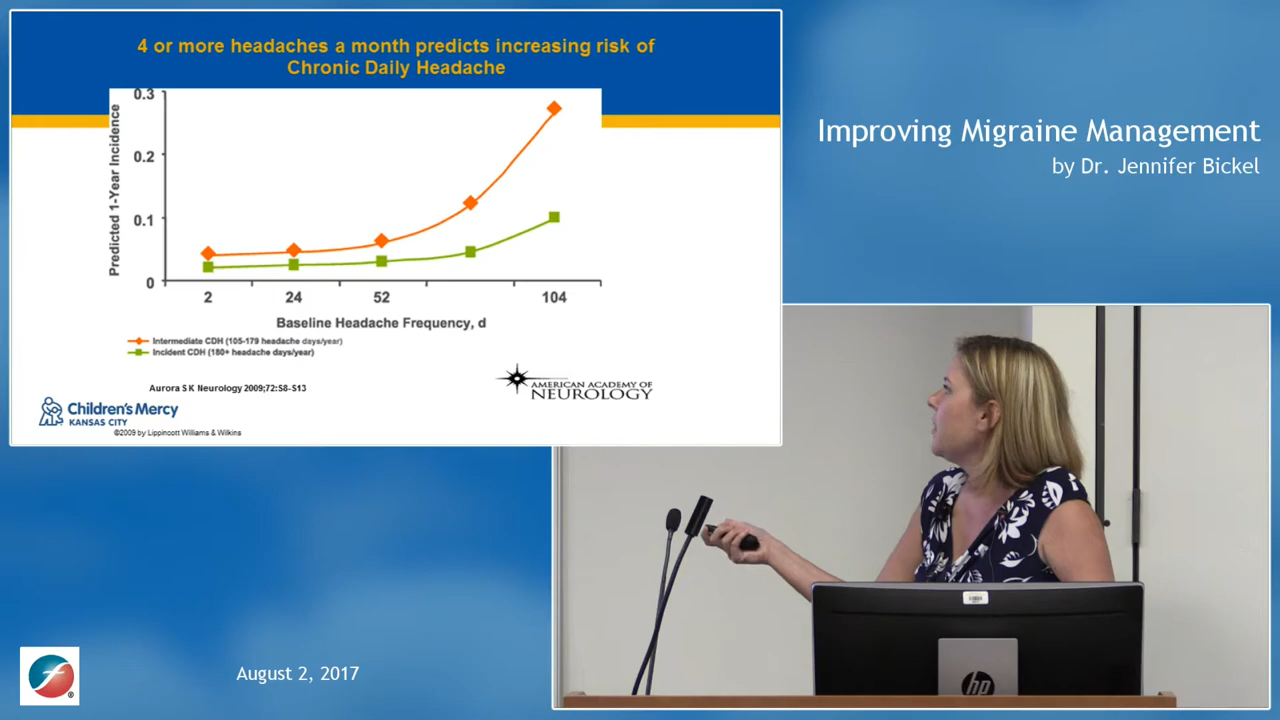 4 or more headaches a month predicts increasing risk of
Chronic Daily Headache
Predicted 1-Year Incidence
0.3
0.2
0.1
0
2 24 52 104
Baseline Headache Frequency, d
Intermediate CDH (105-179 headache days/year)
Incident CDH (180+ headache days/year)
Aurora S K Neurology 2009;72:S8-S13
AMERICAN ACADEMY OF
NEUROLOGY
Children's Mercy
KANSAS CITY
©2009 by Lippincott Williams & Wilkins
Improving Migraine Management
by Dr. Jennifer Bickel
hp
August 2, 2017
f
®